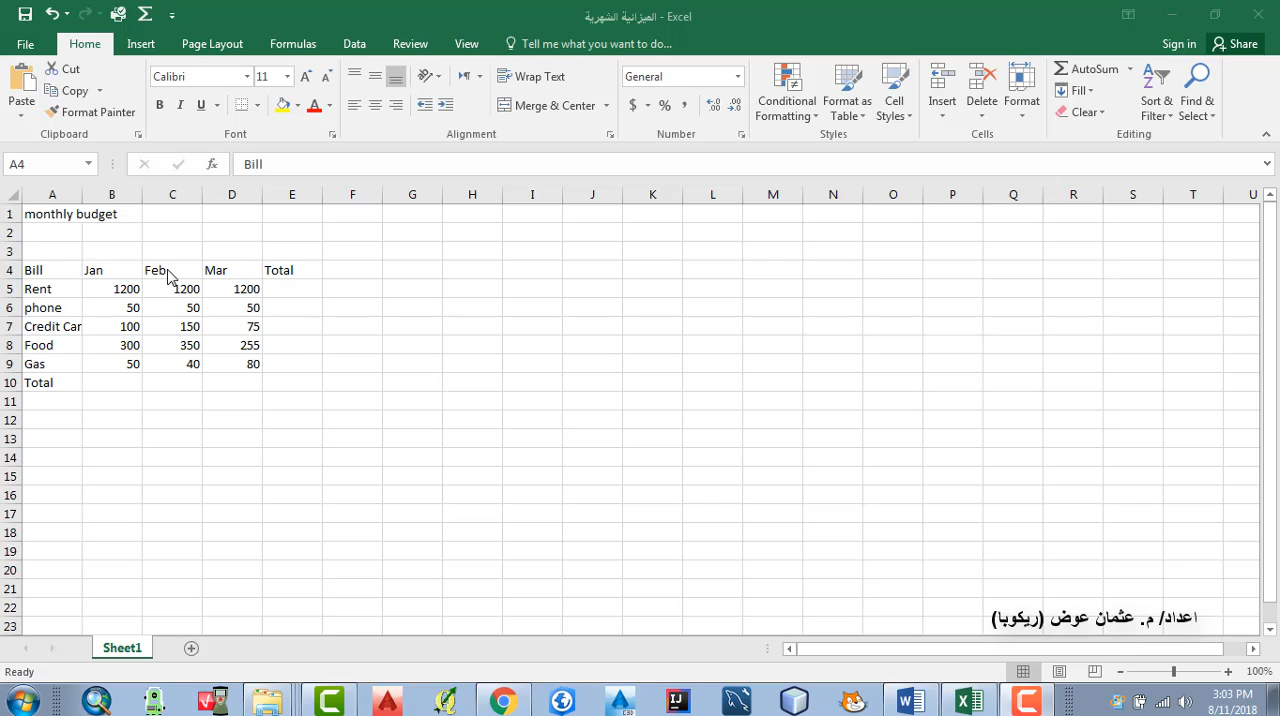 الميزانية الشهرية - Excel
File Home Insert Page Layout Formulas Data Review View Tell me what you want to do... Sign in Share
Paste Cut Copy Format Painter
Clipboard
Calibri 11
B I U A
Font
Wrap Text
Merge & Center
Alignment
General
$ % ,
Number
Conditional Formatting Format as Table Cell Styles
Styles
Insert Delete Format
Cells
AutoSum Fill Clear Sort & Filter Find & Select
Editing
A4 fx Bill
A B C D E F G H I J K L M N O P Q R S T U
1 monthly budget
2
3
4 Bill Jan Feb Mar Total
5 Rent 1200 1200 1200
6 phone 50 50 50
7 Credit Car 100 150 75
8 Food 300 350 255
9 Gas 50 40 80
10 Total
11
12
13
14
15
16
17
18
19
20
21
22
اعداد/ م. عثمان عوض (ريكوبا)
23
Sheet1
Ready 100%
3:03 PM
8/11/2018